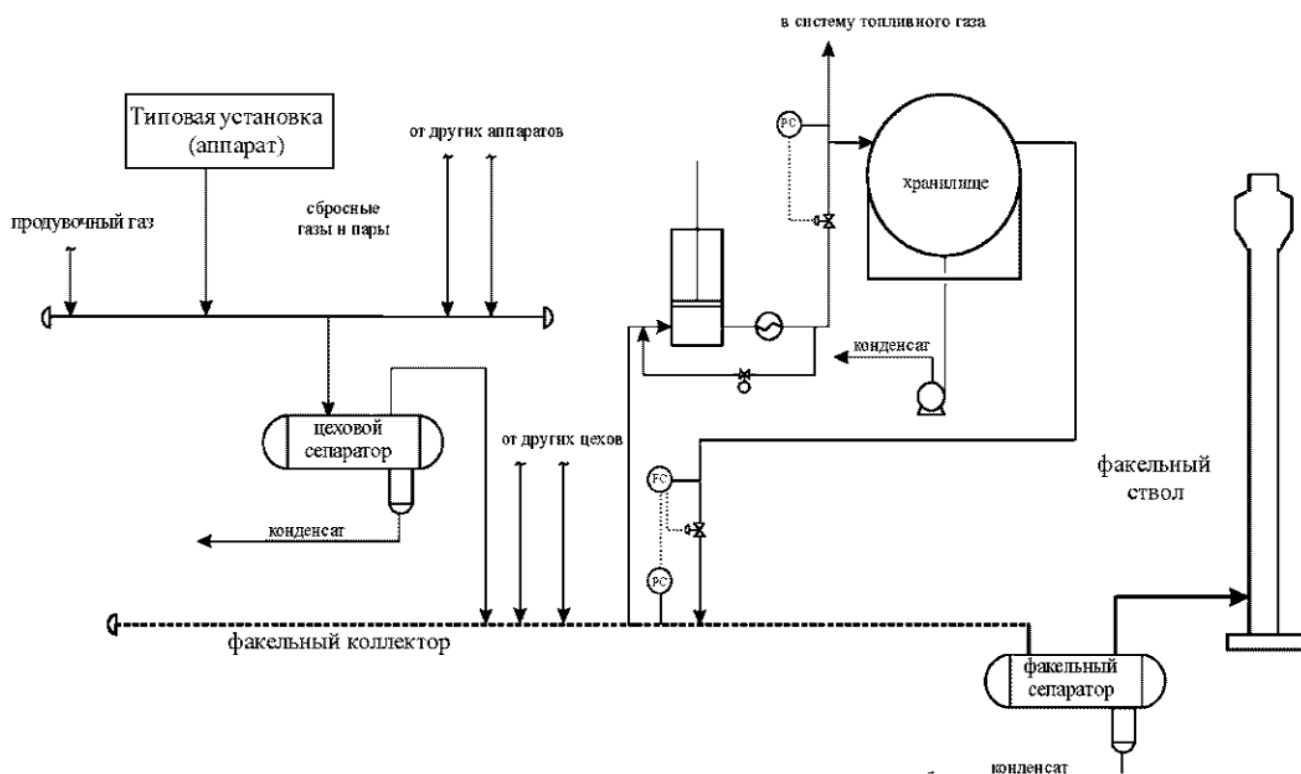 в систему топливного газа
Типовая установка
(аппарат)
от других аппаратов
PC
хранилище
продувочный газ
сбросные
газы и пары
конденсат
цеховой
сепаратор
от других цехов
факельный
ствол
FC
конденсат
PC
факельный коллектор
факельный
сепаратор
конденсат